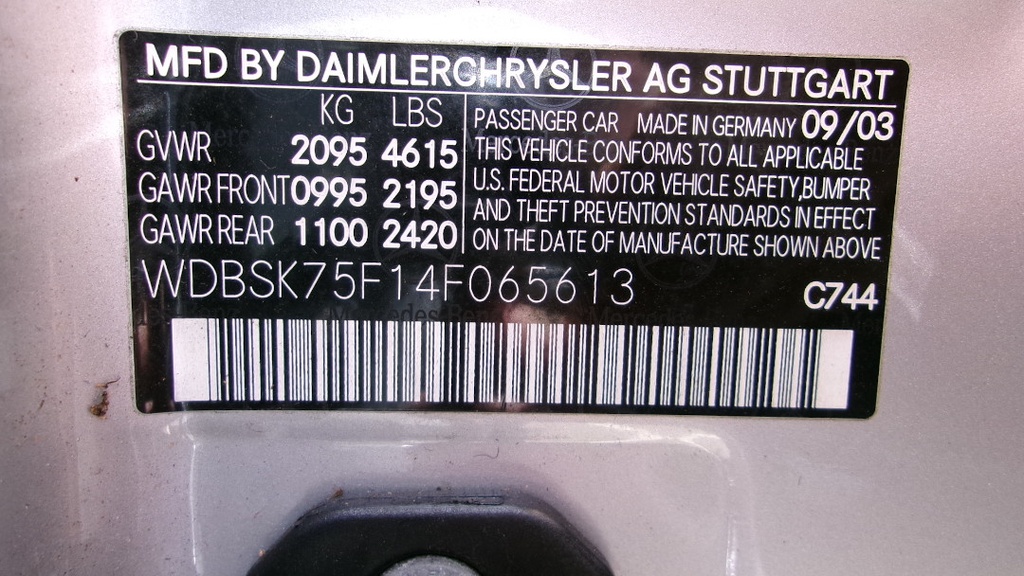 MFD BY DAIMLERCHRYSLER AG STUTTGART
KG LBS
GVWR 2095 4615
GAWR FRONT 0995 2195
GAWR REAR 1100 2420
PASSENGER CAR MADE IN GERMANY 09/03
THIS VEHICLE CONFORMS TO ALL APPLICABLE
U.S. FEDERAL MOTOR VEHICLE SAFETY,BUMPER
AND THEFT PREVENTION STANDARDS IN EFFECT
ON THE DATE OF MANUFACTURE SHOWN ABOVE
WDBSK75F14F065613
C744
Mercedes-Benz